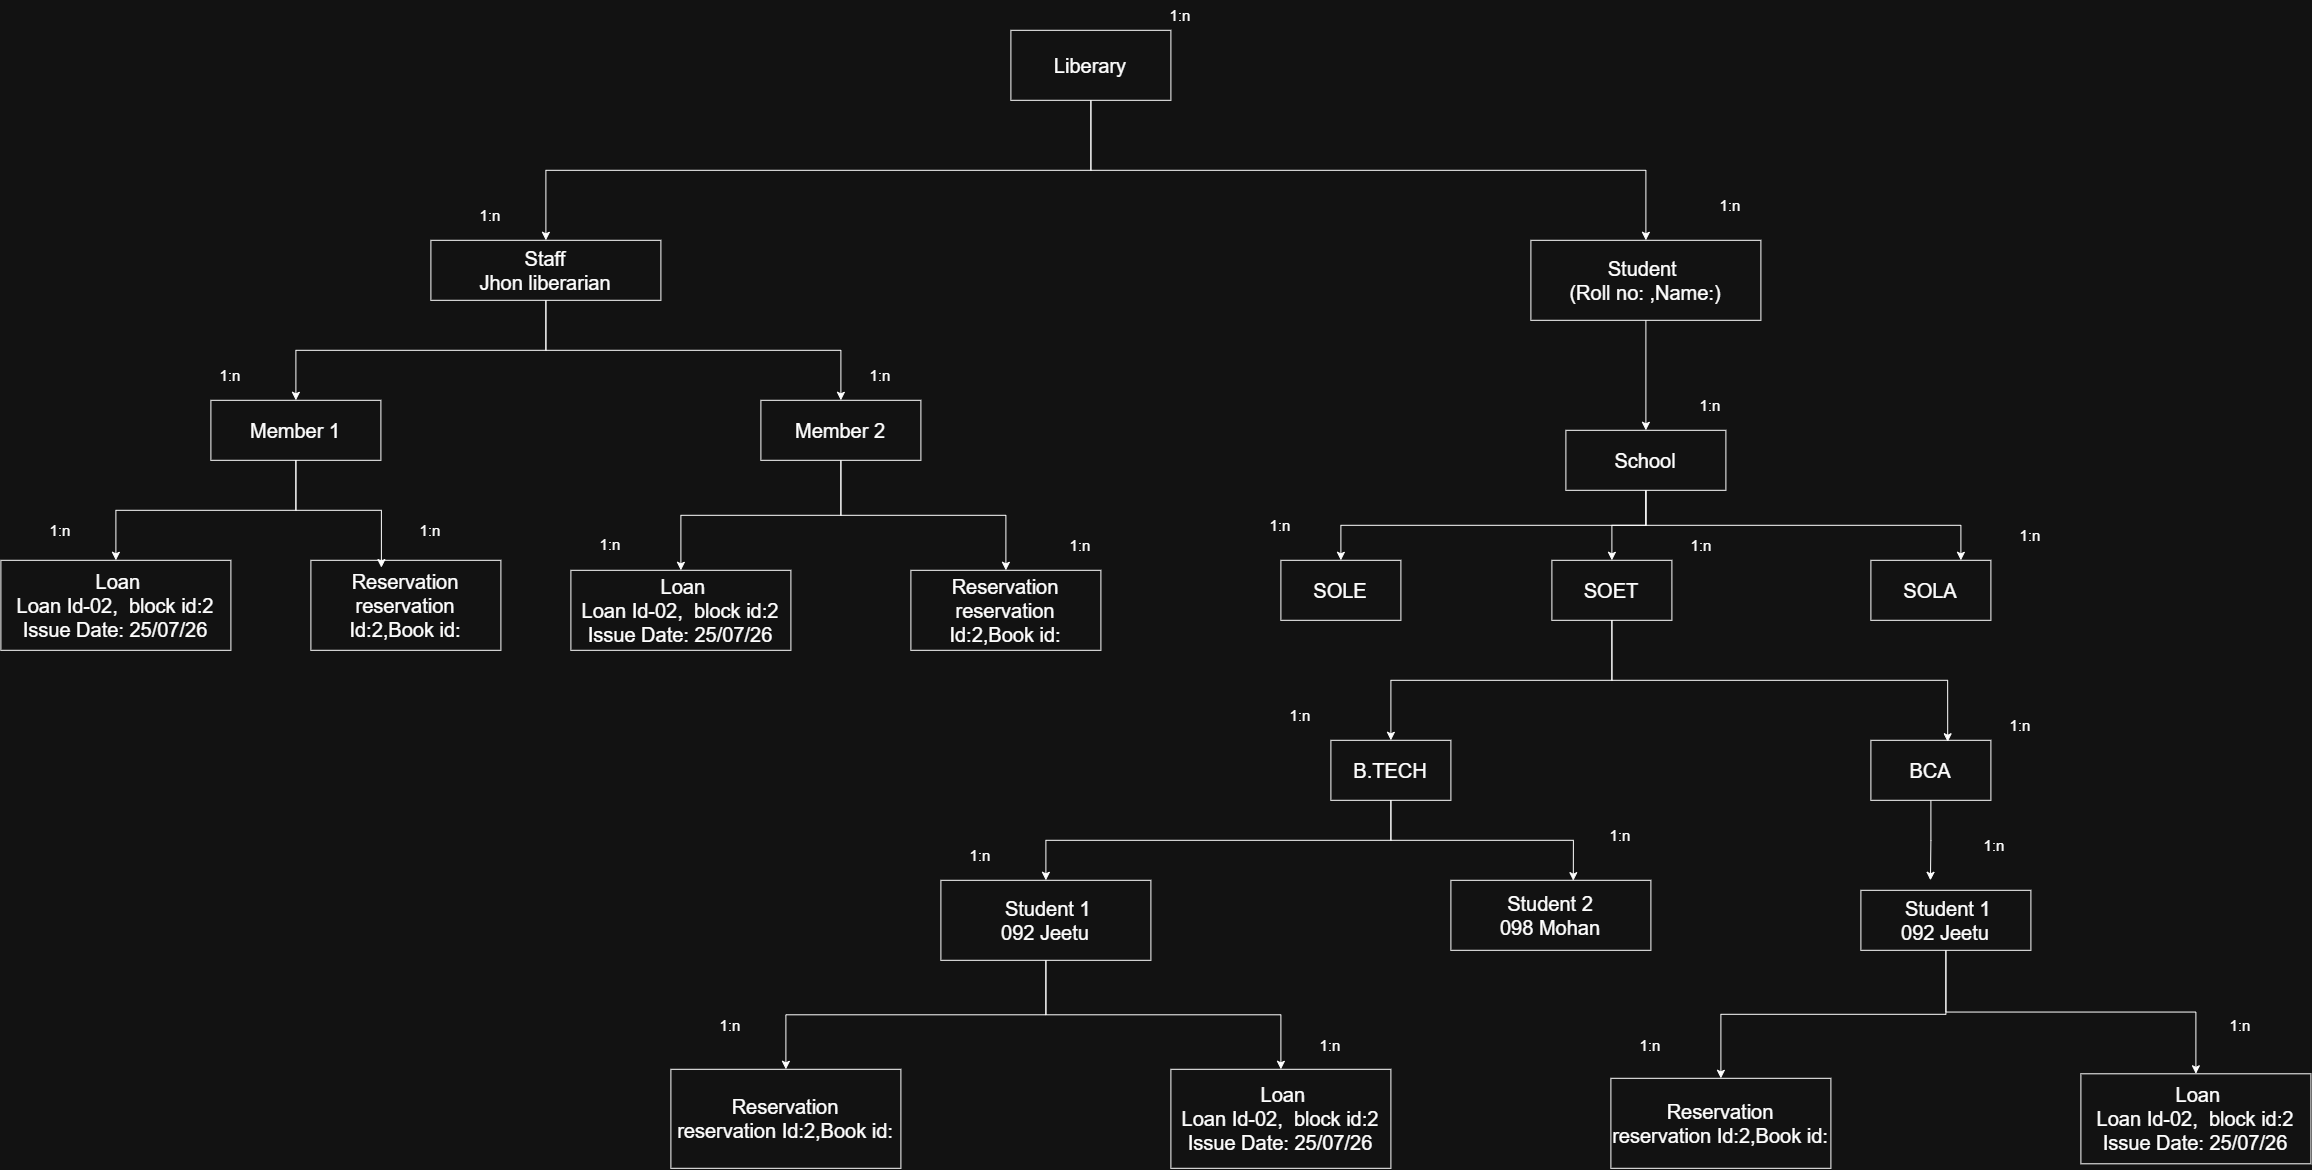 1:n
Liberary
1:n
1:n
Staff
Jhon liberarian
Student
(Roll no: ,Name:)
1:n
1:n
1:n
Member 1
Member 2
School
1:n
1:n
1:n
1:n
1:n
1:n
1:n
Loan
Loan Id-02,  block id:2
Issue Date: 25/07/26
Reservation
reservation
Id:2,Book id:
Loan
Loan Id-02,  block id:2
Issue Date: 25/07/26
Reservation
reservation
Id:2,Book id:
SOLE
SOET
SOLA
1:n
1:n
B.TECH
BCA
1:n
1:n
1:n
Student 1
092 Jeetu
Student 2
098 Mohan
Student 1
092 Jeetu
1:n
1:n
1:n
1:n
Reservation
reservation Id:2,Book id:
Loan
Loan Id-02,  block id:2
Issue Date: 25/07/26
Reservation
reservation Id:2,Book id:
Loan
Loan Id-02,  block id:2
Issue Date: 25/07/26